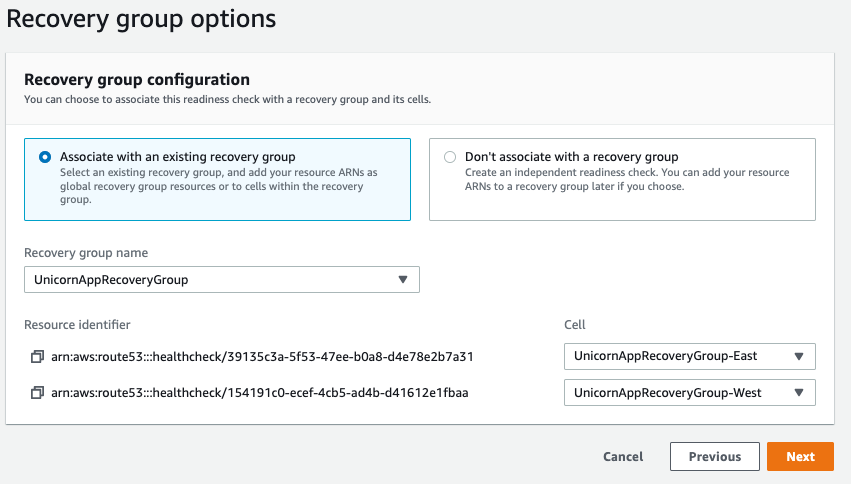 Recovery group options
Recovery group configuration
You can choose to associate this readiness check with a recovery group and its cells.
Associate with an existing recovery group
Select an existing recovery group, and add your resource ARNs as
global recovery group resources or to cells within the recovery
group.
Don't associate with a recovery group
Create an independent readiness check. You can add your resource
ARNs to a recovery group later if you choose.
Recovery group name
UnicornAppRecoveryGroup
Resource identifier
Cell
arn:aws:route53:::healthcheck/39135c3a-5f53-47ee-b0a8-d4e78e2b7a31
UnicornAppRecoveryGroup-East
arn:aws:route53:::healthcheck/154191c0-ecef-4cb5-ad4b-d41612e1fbaa
UnicornAppRecoveryGroup-West
Cancel
Previous
Next